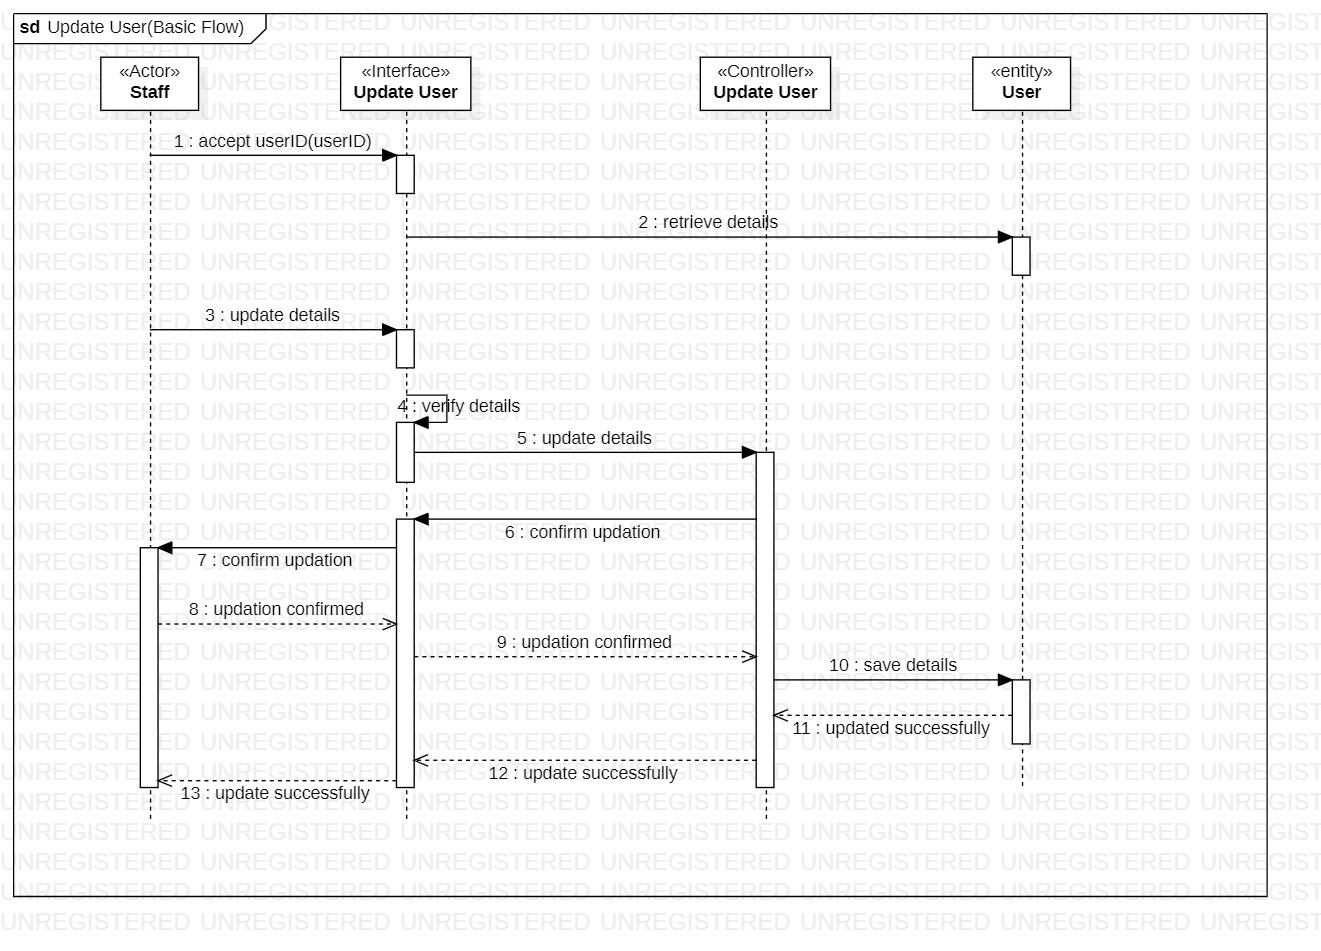 sd Update User(Basic Flow)
«Actor»
Staff
«Interface»
Update User
«Controller»
Update User
«entity»
User
1 : accept userID(userID)
2 : retrieve details
3 : update details
4 : verify details
5 : update details
6 : confirm updation
7 : confirm updation
8 : updation confirmed
9 : updation confirmed
10 : save details
11 : updated successfully
12 : update successfully
13 : update successfully
UNREGISTERED UNREGISTERED UNREGISTERED UNREGISTERED UNREGISTERED UNREGISTERED UNREGIST